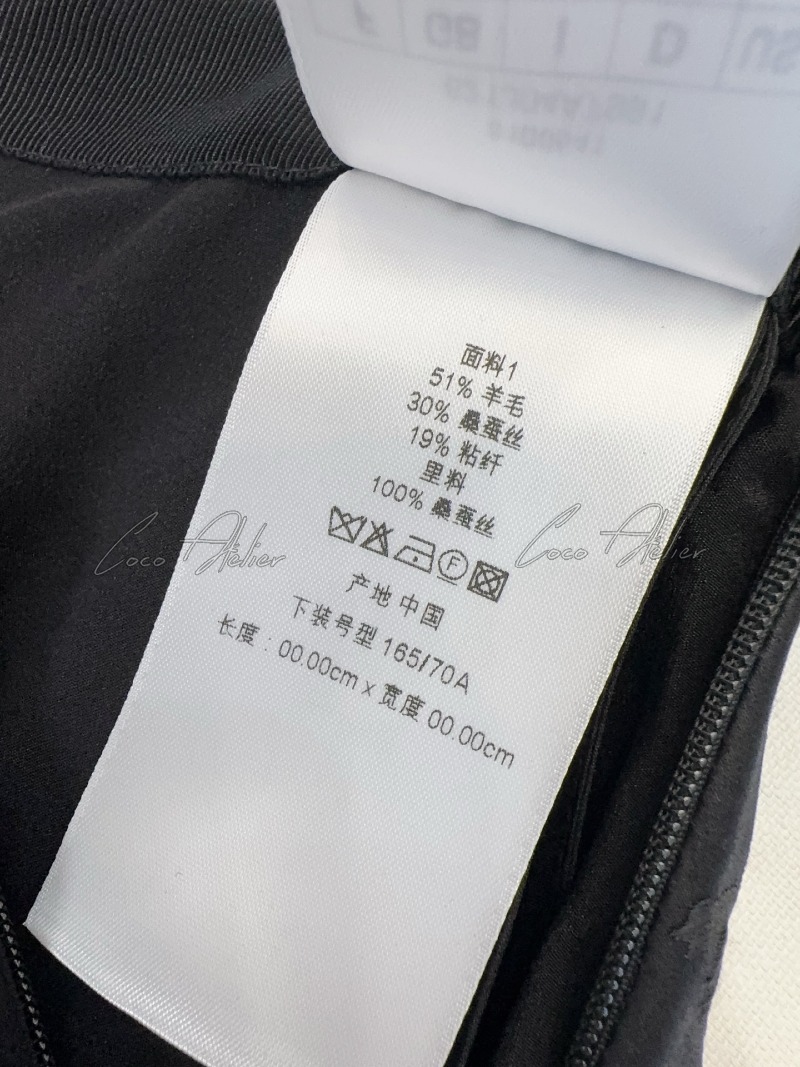 F GB I D US
面料1
51% 羊毛
30% 桑蚕丝
19% 粘纤
里料
100% 桑蚕丝
Coco Atelier
Coco Atelier
F
产地 中国
下装号型 165/70A
长度 : 00.00cm x 宽度 00.00cm